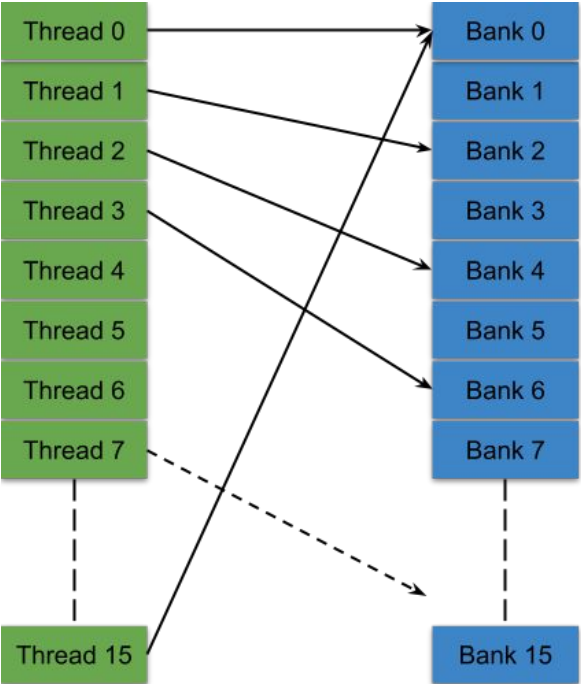 Thread 0
Bank 0
Thread 1
Bank 1
Thread 2
Bank 2
Thread 3
Bank 3
Thread 4
Bank 4
Thread 5
Bank 5
Thread 6
Bank 6
Thread 7
Bank 7
Thread 15
Bank 15